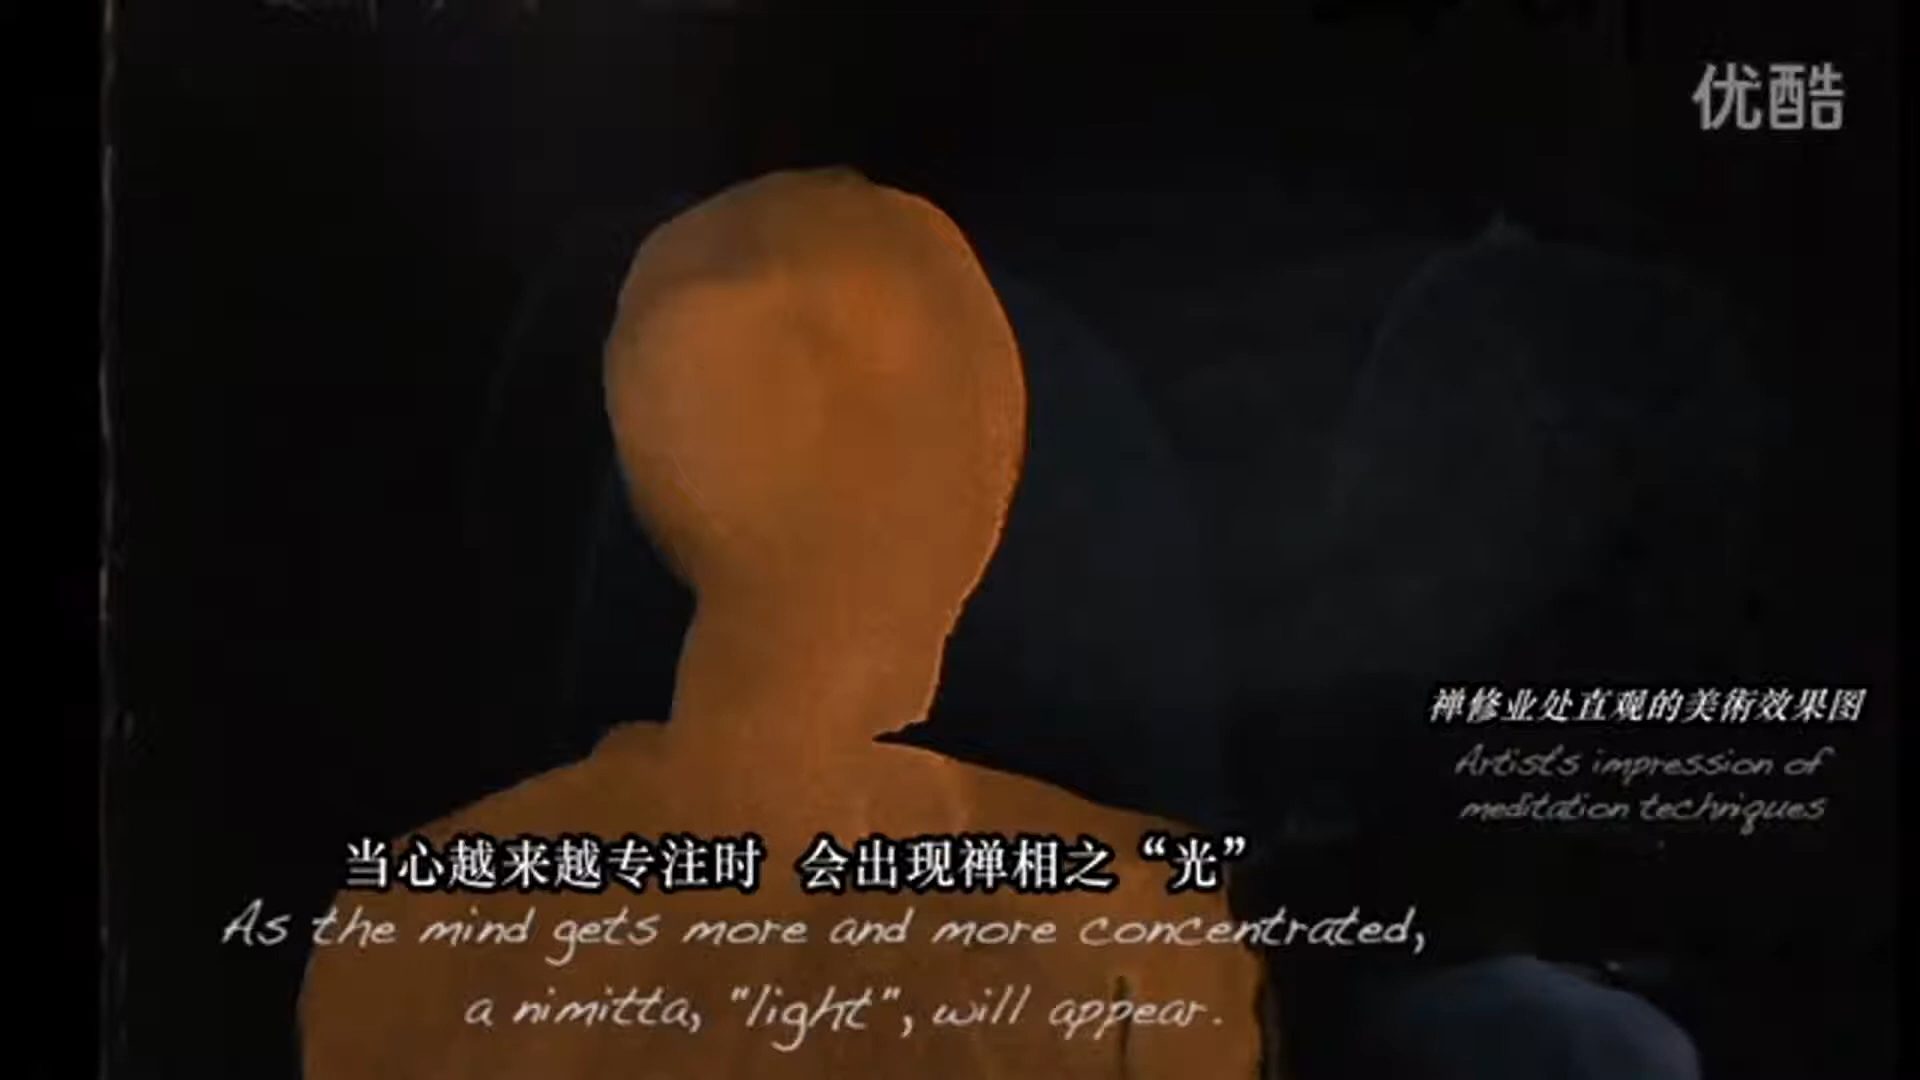 优酷
禅修业处直观的美術效果图
Artist's impression of
meditation techniques
当心越来越专注时 会出现禅相之“光”
As the mind gets more and more concentrated,
a nimitta, "light", will appear.